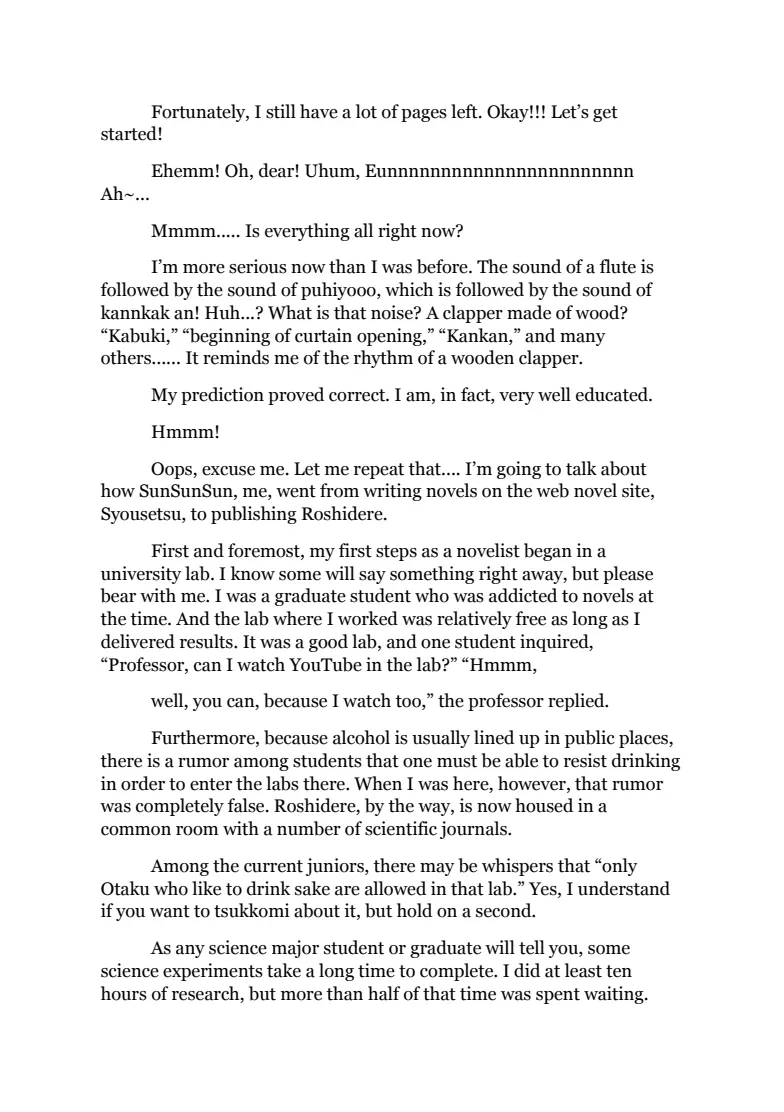 Fortunately, I still have a lot of pages left. Okay!!! Let’s get
started!
Ehemm! Oh, dear! Uhum, Eunnnnnnnnnnnnnnnnnnnnnnn
Ah~...
Mmmm..... Is everything all right now?
I’m more serious now than I was before. The sound of a flute is
followed by the sound of puhiyooo, which is followed by the sound of
kannkak an! Huh...? What is that noise? A clapper made of wood?
“Kabuki,” “beginning of curtain opening,” “Kankan,” and many
others...... It reminds me of the rhythm of a wooden clapper.
My prediction proved correct. I am, in fact, very well educated.
Hmmm!
Oops, excuse me. Let me repeat that.... I’m going to talk about
how SunSunSun, me, went from writing novels on the web novel site,
Syousetsu, to publishing Roshidere.
First and foremost, my first steps as a novelist began in a
university lab. I know some will say something right away, but please
bear with me. I was a graduate student who was addicted to novels at
the time. And the lab where I worked was relatively free as long as I
delivered results. It was a good lab, and one student inquired,
“Professor, can I watch YouTube in the lab?” “Hmmm,
well, you can, because I watch too,” the professor replied.
Furthermore, because alcohol is usually lined up in public places,
there is a rumor among students that one must be able to resist drinking
in order to enter the labs there. When I was here, however, that rumor
was completely false. Roshidere, by the way, is now housed in a
common room with a number of scientific journals.
Among the current juniors, there may be whispers that “only
Otaku who like to drink sake are allowed in that lab.” Yes, I understand
if you want to tsukkomi about it, but hold on a second.
As any science major student or graduate will tell you, some
science experiments take a long time to complete. I did at least ten
hours of research, but more than half of that time was spent waiting.